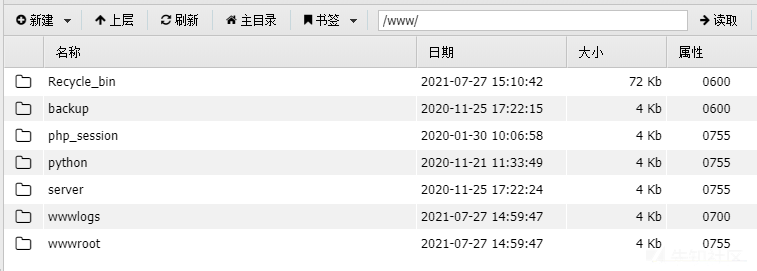 新建 上层 刷新 主目录 书签 /www/ 读取
名称 日期 大小 属性
Recycle_bin 2021-07-27 15:10:42 72 Kb 0600
backup 2020-11-25 17:22:15 4 Kb 0600
php_session 2020-01-30 10:06:58 4 Kb 0755
python 2020-11-21 11:33:49 4 Kb 0755
server 2020-11-25 17:22:24 4 Kb 0755
wwwlogs 2021-07-27 14:59:47 4 Kb 0700
wwwroot 2021-07-27 14:59:47 4 Kb 0755